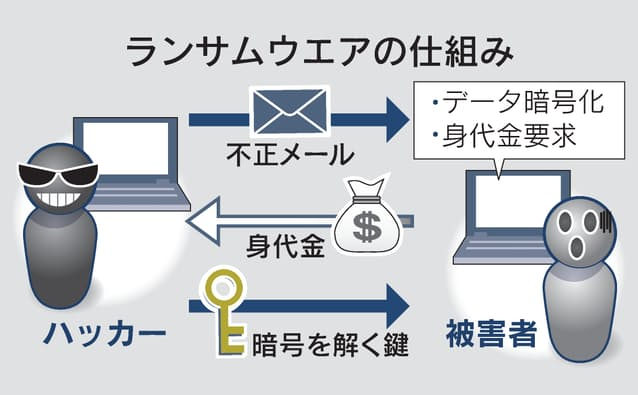 ランサムウエアの仕組み
不正メール
・データ暗号化
・身代金要求
$
身代金
暗号を解く鍵
ハッカー
被害者